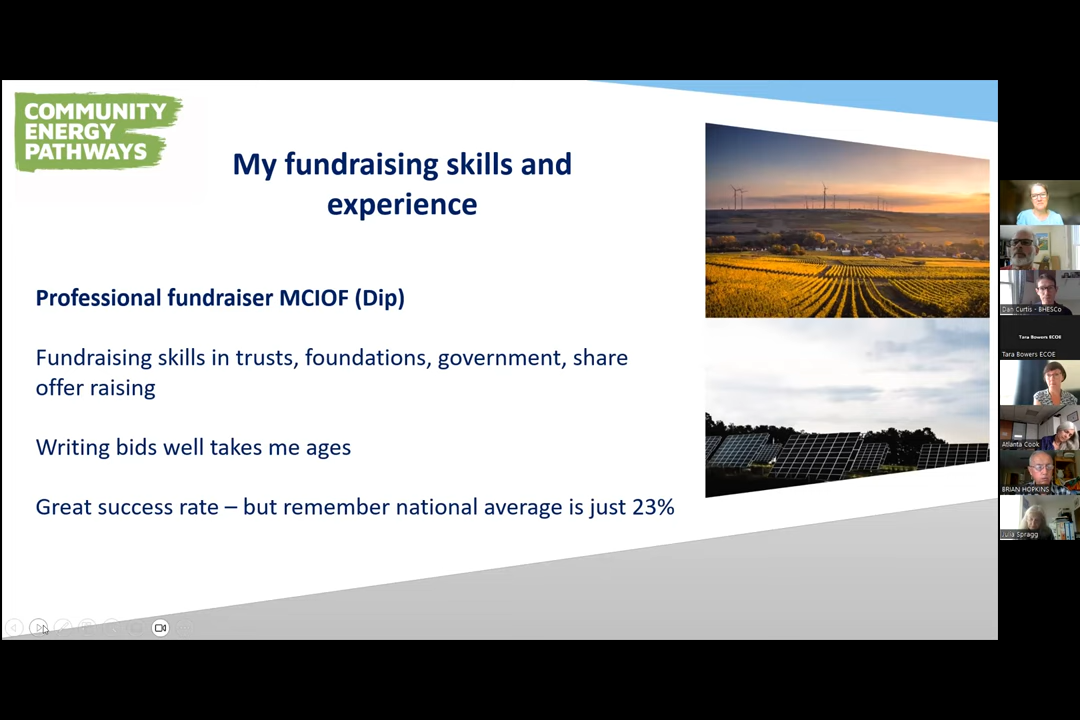 COMMUNITY
ENERGY
PATHWAYS
My fundraising skills and
experience
Professional fundraiser MCIOF (Dip)
Fundraising skills in trusts, foundations, government, share
offer raising
Writing bids well takes me ages
Great success rate – but remember national average is just 23%
Dan Curtis - BHESCo
Tara Bowers ECOE
Tara Bowers ECOE
Atlanta Cook
BRIAN HOPKINS
Julia Spragg